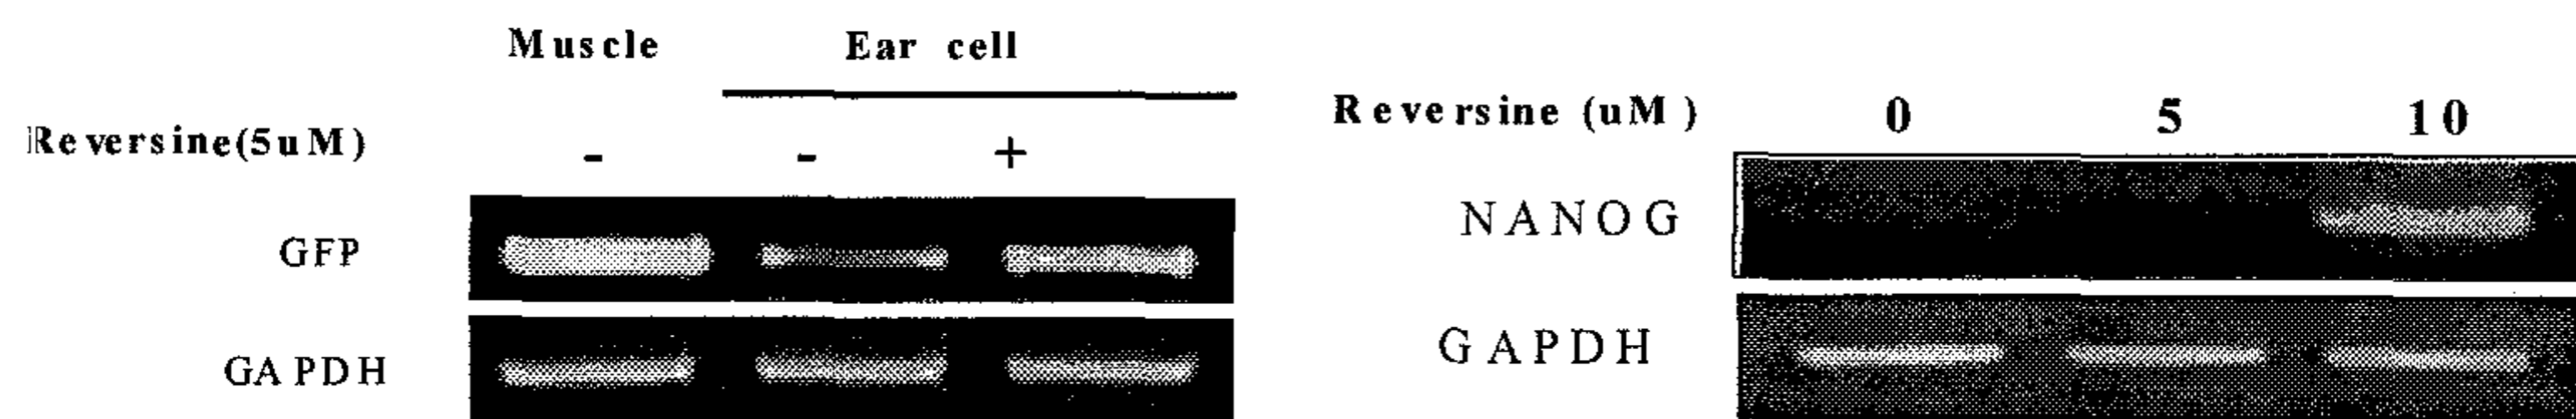 Muscle Ear cell
Reversine(5uM) - - +
GFP
GAPDH
Reversine (uM) 0 5 10
NANOG
GAPDH